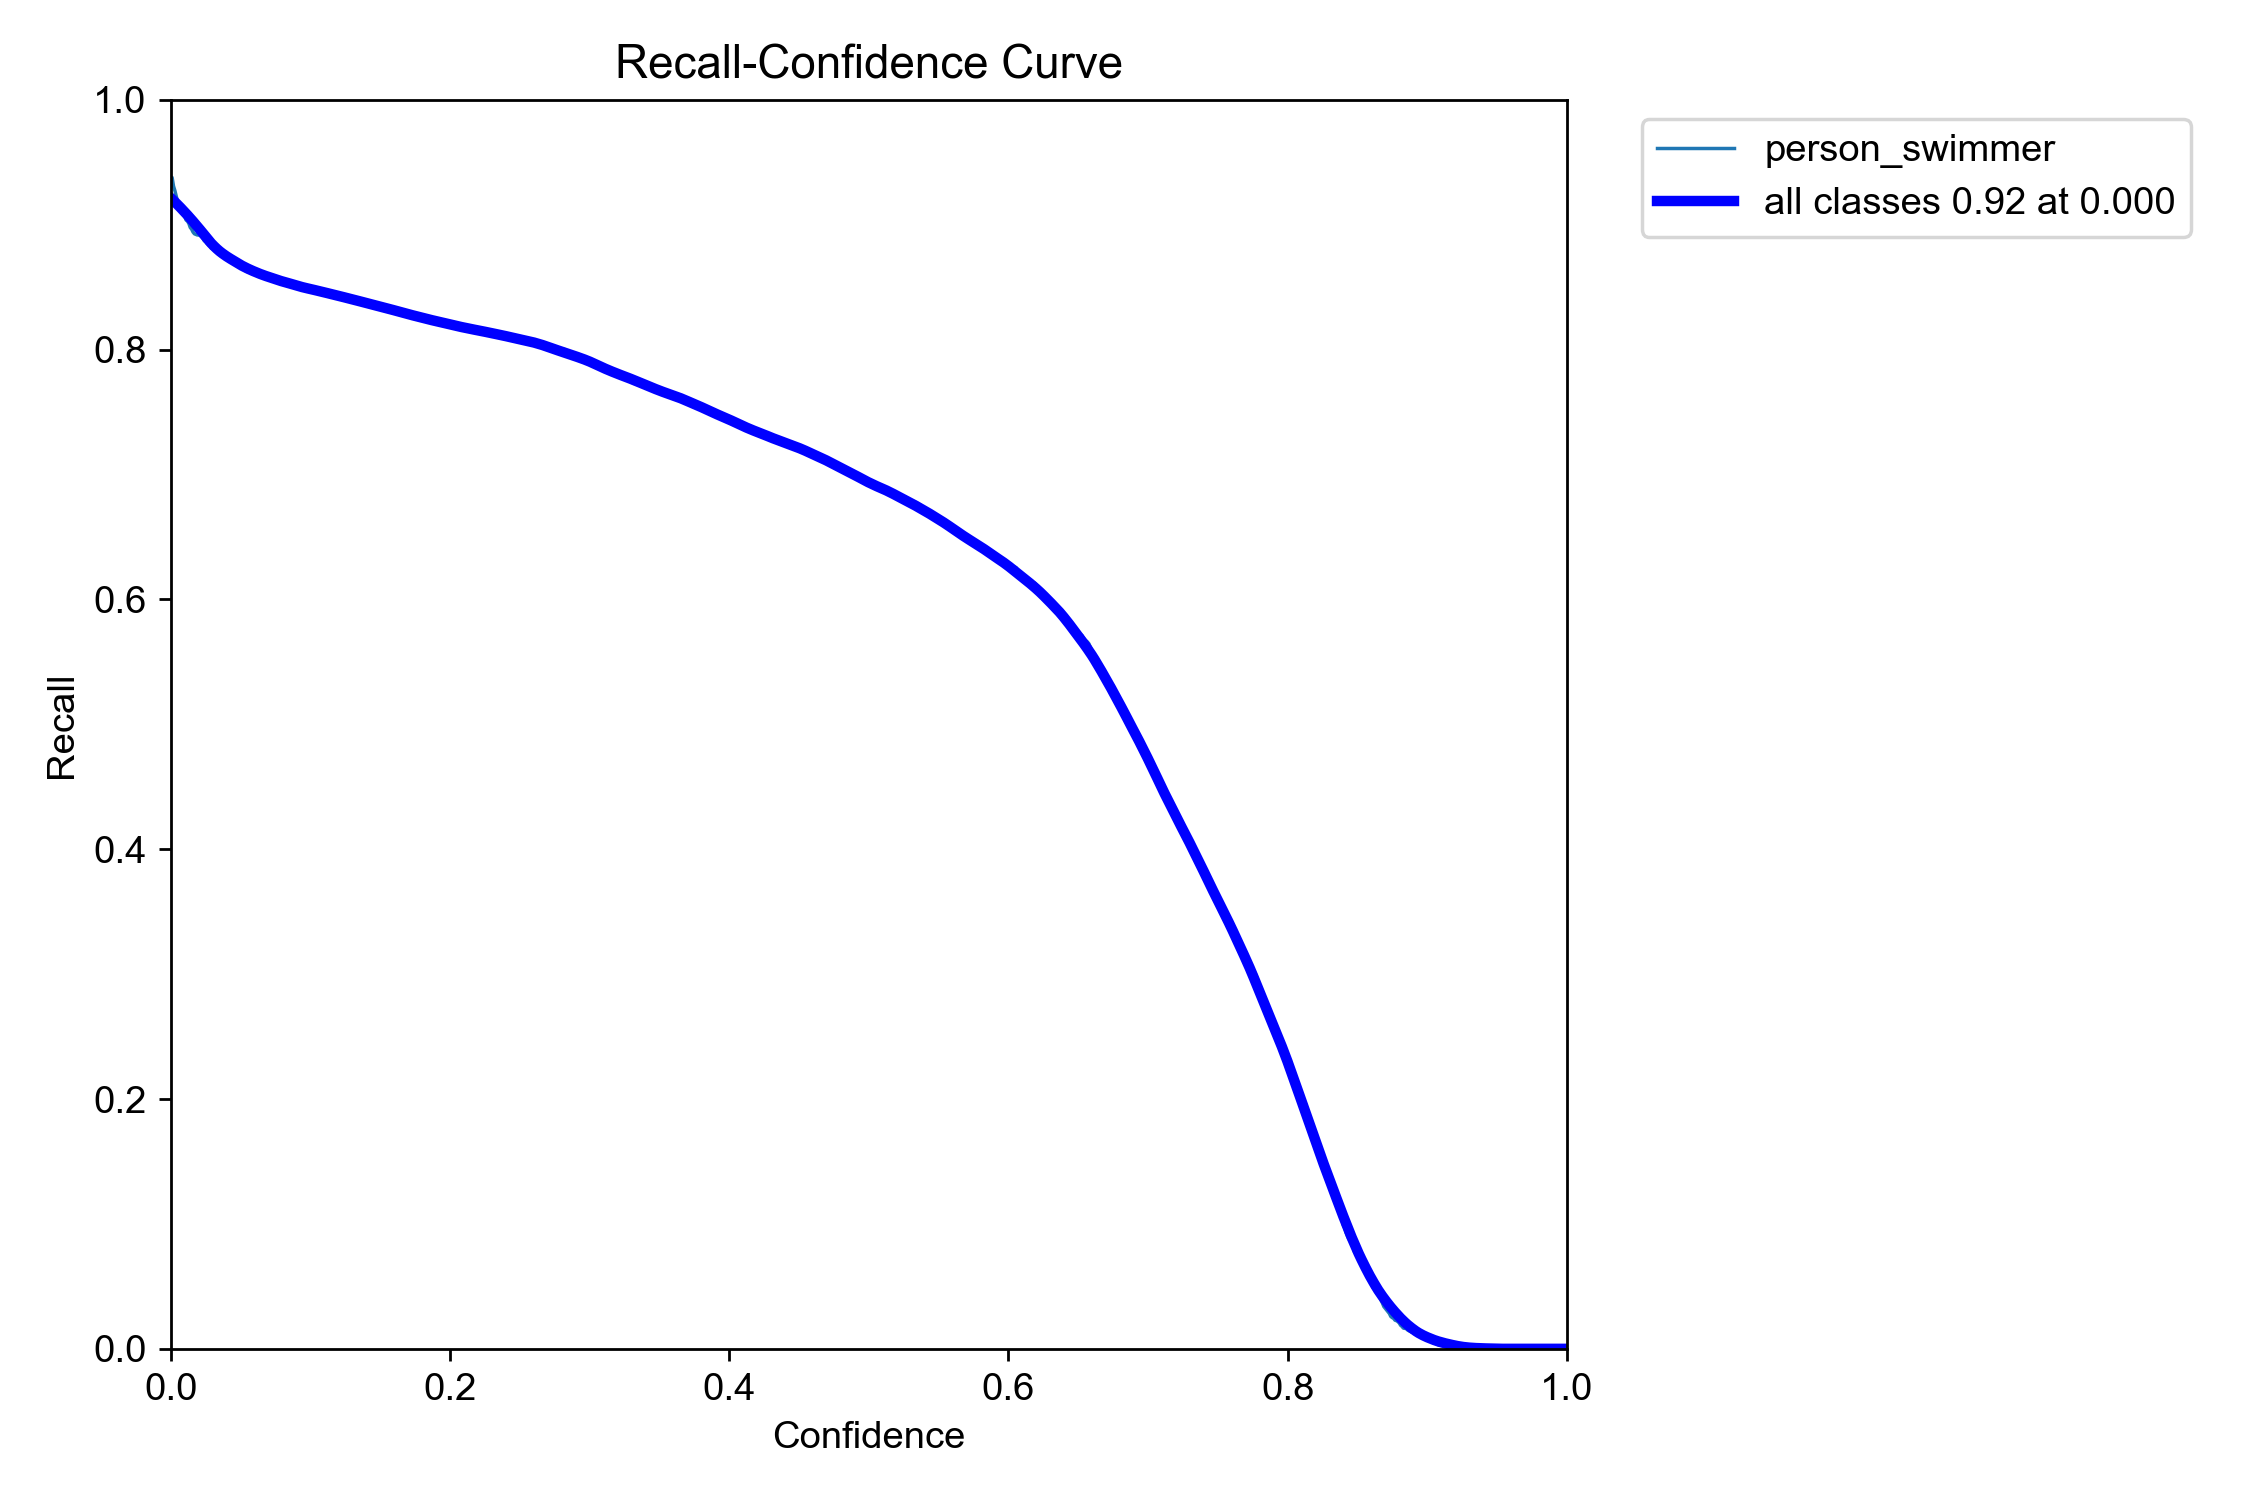 Recall-Confidence Curve
person_swimmer
all classes 0.92 at 0.000
1.0
0.8
0.6
0.4
0.2
0.0
Recall
0.0 0.2 0.4 0.6 0.8 1.0
Confidence